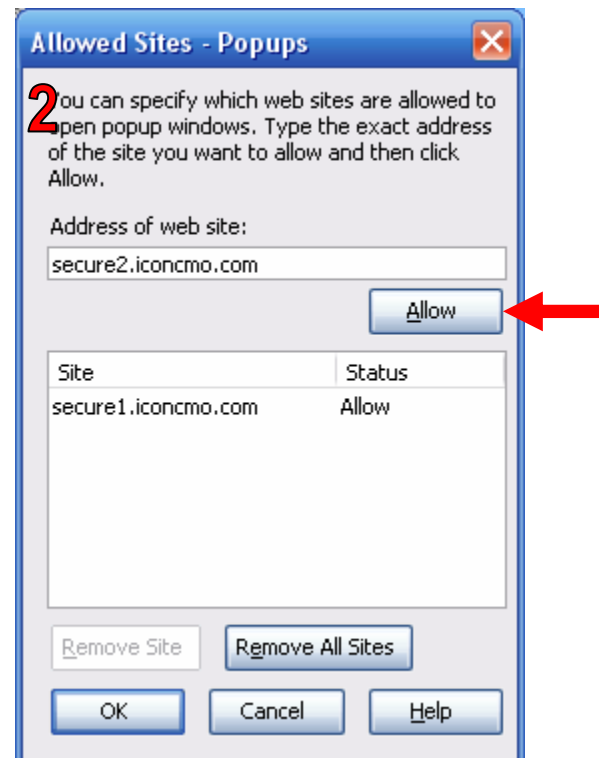 Allowed Sites - Popups
2
You can specify which web sites are allowed to
open popup windows. Type the exact address
of the site you want to allow and then click
Allow.
Address of web site:
secure2.iconcmo.com
Allow
Site Status
secure1.iconcmo.com Allow
Remove Site Remove All Sites
OK Cancel Help